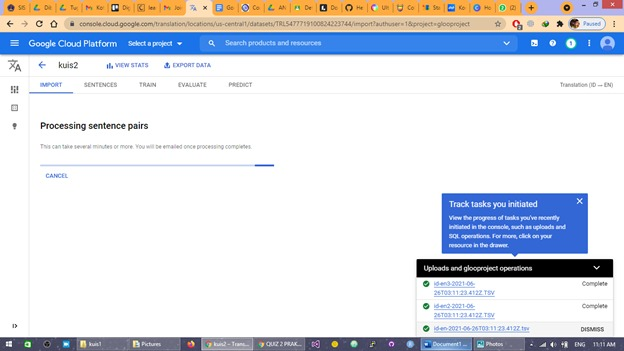 console.cloud.google.com/translation/locations/us-central1/datasets/TRL5477719100824223744/import?authuser=1&project=glooproject
Paused
Google Cloud Platform
Select a project
Search products and resources
1
kuis2
VIEW STATS
EXPORT DATA
IMPORT
SENTENCES
TRAIN
EVALUATE
PREDICT
Translation (ID → EN)
Processing sentence pairs
This can take several minutes or more. You will be emailed once processing completes.
CANCEL
Track tasks you initiated
View the progress of tasks you've recently
initiated in the console, such as uploads and
SQL operations. For more, click on your
resource in the drawer.
Uploads and glooproject operations
id-en3-2021-06-
26T03:11:23.412Z.TSV
Complete
id-en2-2021-06-
26T03:11:23.412Z.TSV
Complete
id-en-2021-06-26T03:11:23.412Z.tsv
DISMISS
kuis1
Pictures
kuis2 – Trans...
QUIZ 2 PRAK...
Document1 ...
Photos
11:11 AM